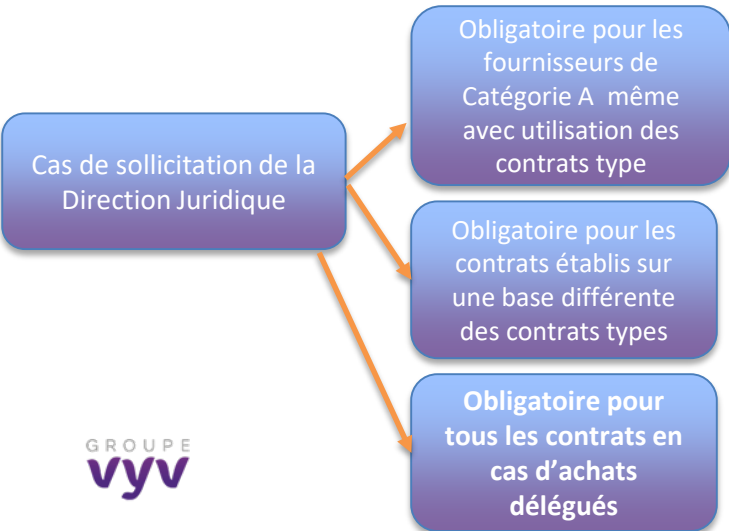 Cas de sollicitation de la
Direction Juridique
Obligatoire pour les
fournisseurs de
Catégorie A même
avec utilisation des
contrats type
Obligatoire pour les
contrats établis sur
une base différente
des contrats types
Obligatoire pour
tous les contrats en
cas d’achats
délégués
GROUPE
vyv